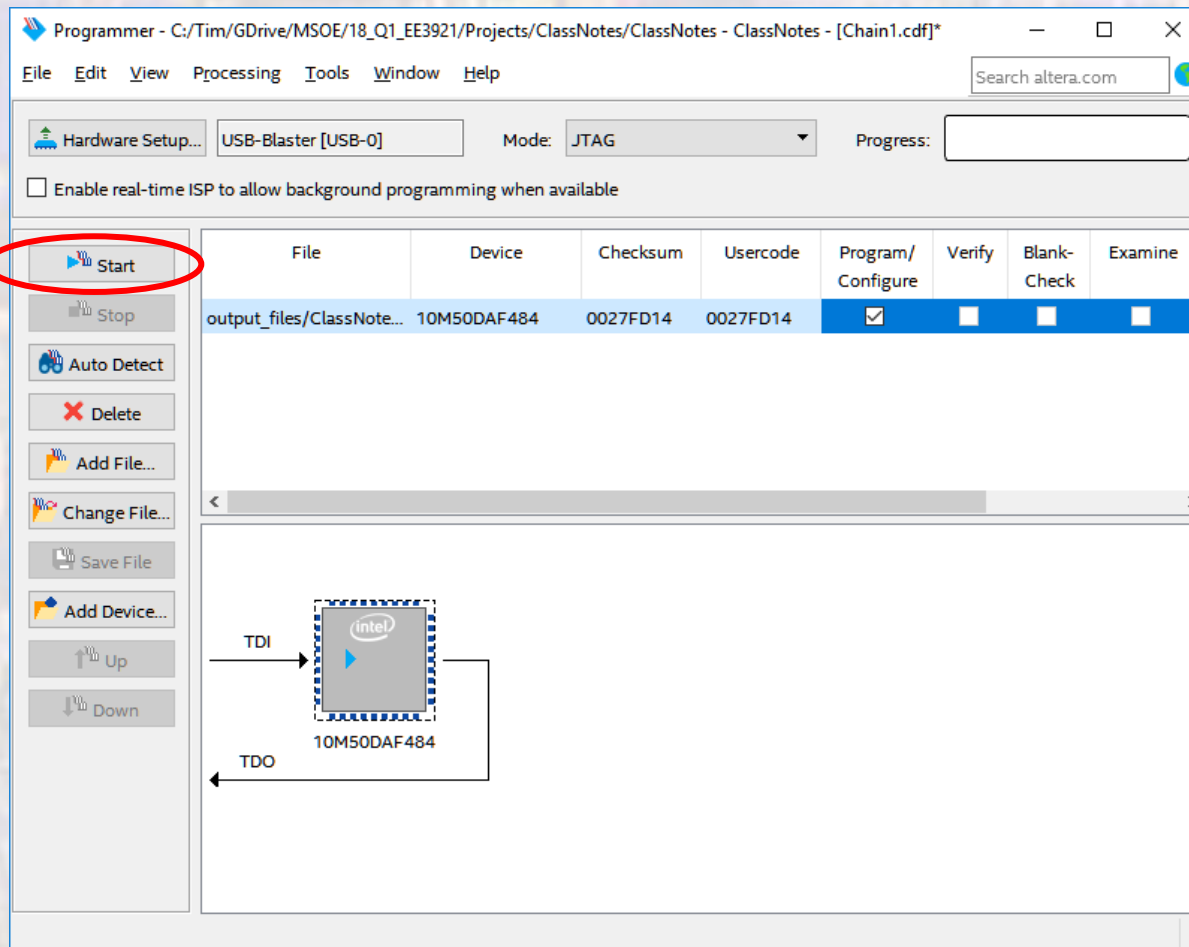 Programmer - C:/Tim/GDrive/MSOE/18_Q1_EE3921/Projects/ClassNotes/ClassNotes - ClassNotes - [Chain1.cdf]*
File Edit View Processing Tools Window Help
Search altera.com
Hardware Setup... USB-Blaster [USB-0] Mode: JTAG Progress:
Enable real-time ISP to allow background programming when available
Start
Stop
Auto Detect
Delete
Add File...
Change File...
Save File
Add Device...
Up
Down
File Device Checksum Usercode Program/ Verify Blank- Examine
Configure Check
output_files/ClassNote... 10M50DAF484 0027FD14 0027FD14
intel
TDI
10M50DAF484
TDO